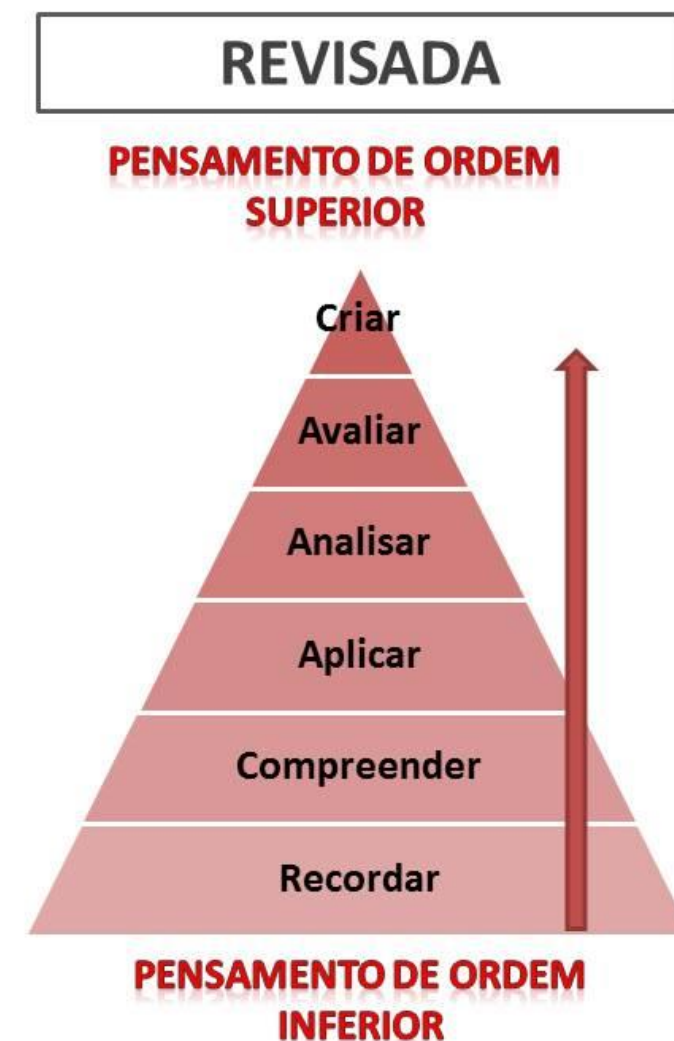 REVISADA
PENSAMENTO DE ORDEM
SUPERIOR
Criar
Avaliar
Analisar
Aplicar
Compreender
Recordar
PENSAMENTO DE ORDEM
INFERIOR